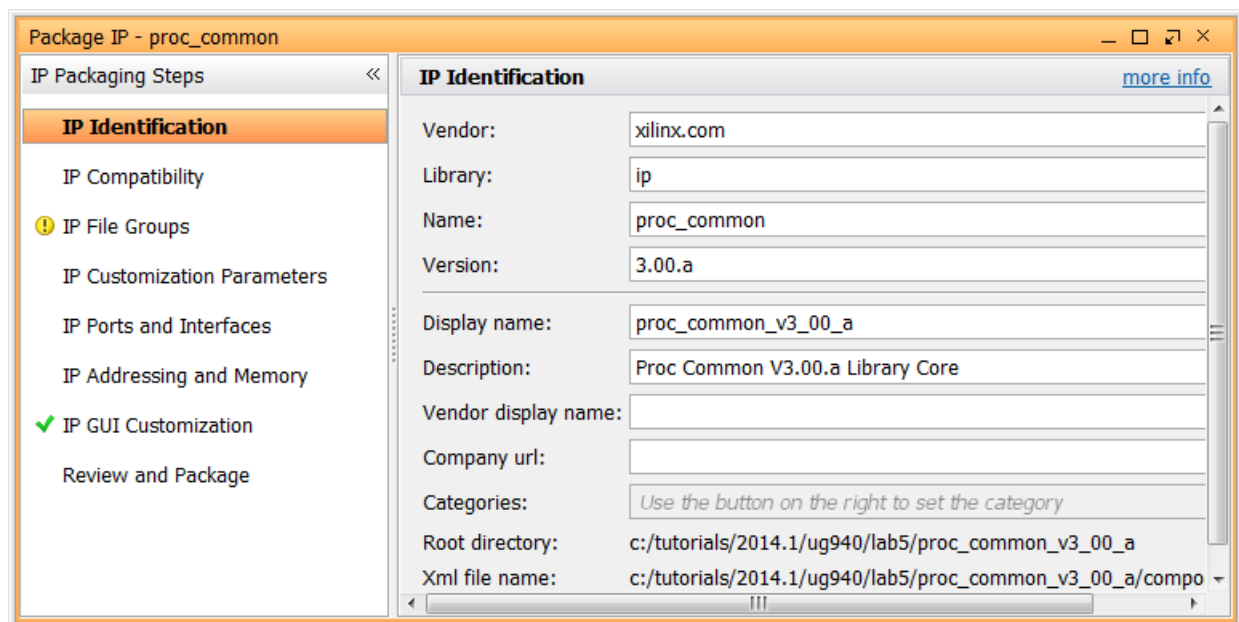 Package IP - proc_common
IP Packaging Steps
IP Identification
IP Compatibility
IP File Groups
IP Customization Parameters
IP Ports and Interfaces
IP Addressing and Memory
IP GUI Customization
Review and Package
IP Identification more info
Vendor: xilinx.com
Library: ip
Name: proc_common
Version: 3.00.a
Display name: proc_common_v3_00_a
Description: Proc Common V3.00.a Library Core
Vendor display name:
Company url:
Categories: Use the button on the right to set the category
Root directory: c:/tutorials/2014.1/ug940/lab5/proc_common_v3_00_a
Xml file name: c:/tutorials/2014.1/ug940/lab5/proc_common_v3_00_a/compo